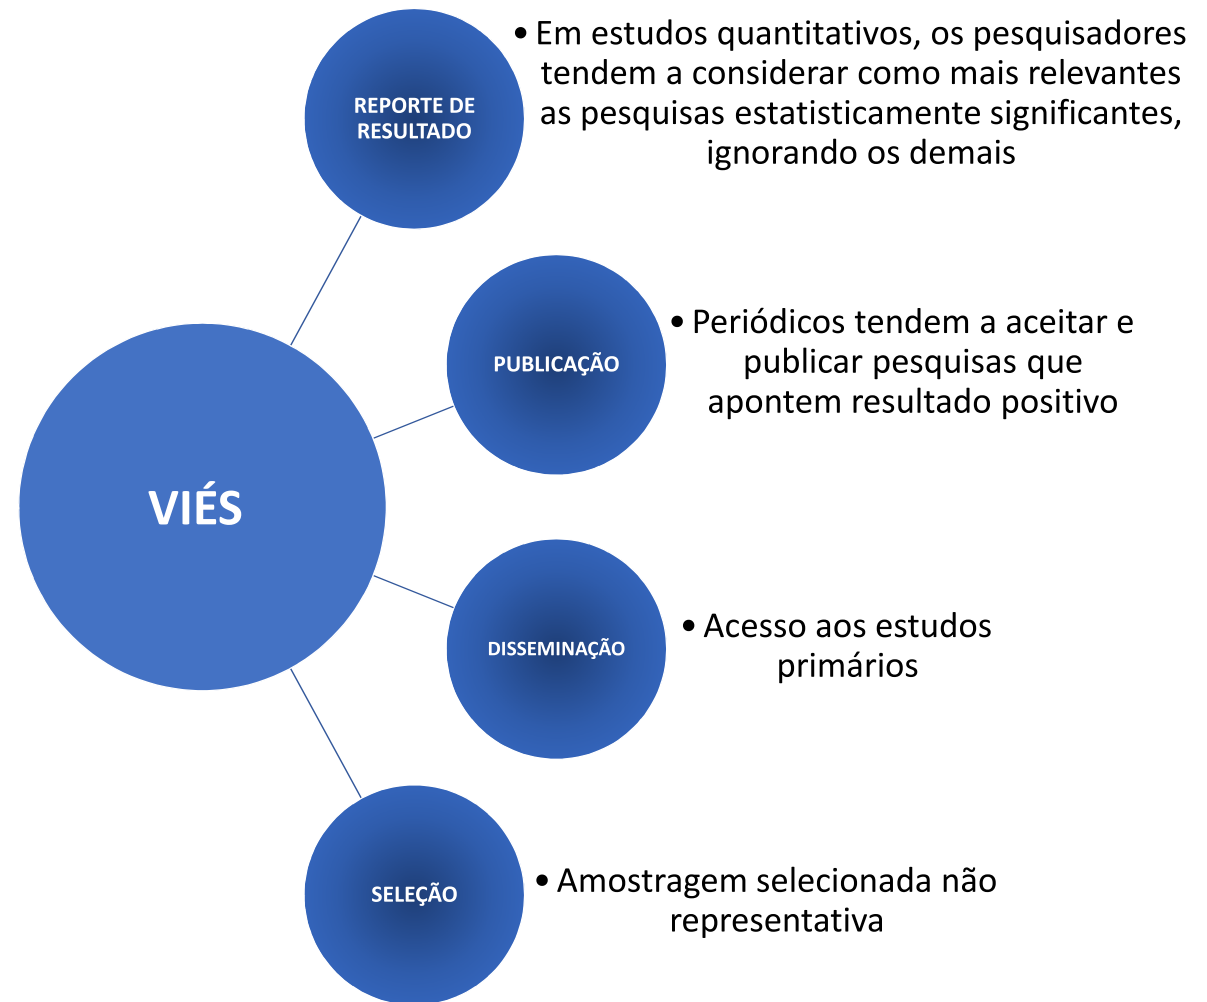 REPORTE DE
RESULTADO
• Em estudos quantitativos, os pesquisadores
tendem a considerar como mais relevantes
as pesquisas estatisticamente significantes,
ignorando os demais
PUBLICAÇÃO
• Periódicos tendem a aceitar e
publicar pesquisas que
apontem resultado positivo
VIÉS
DISSEMINAÇÃO
• Acesso aos estudos
primários
SELEÇÃO
• Amostragem selecionada não
representativa